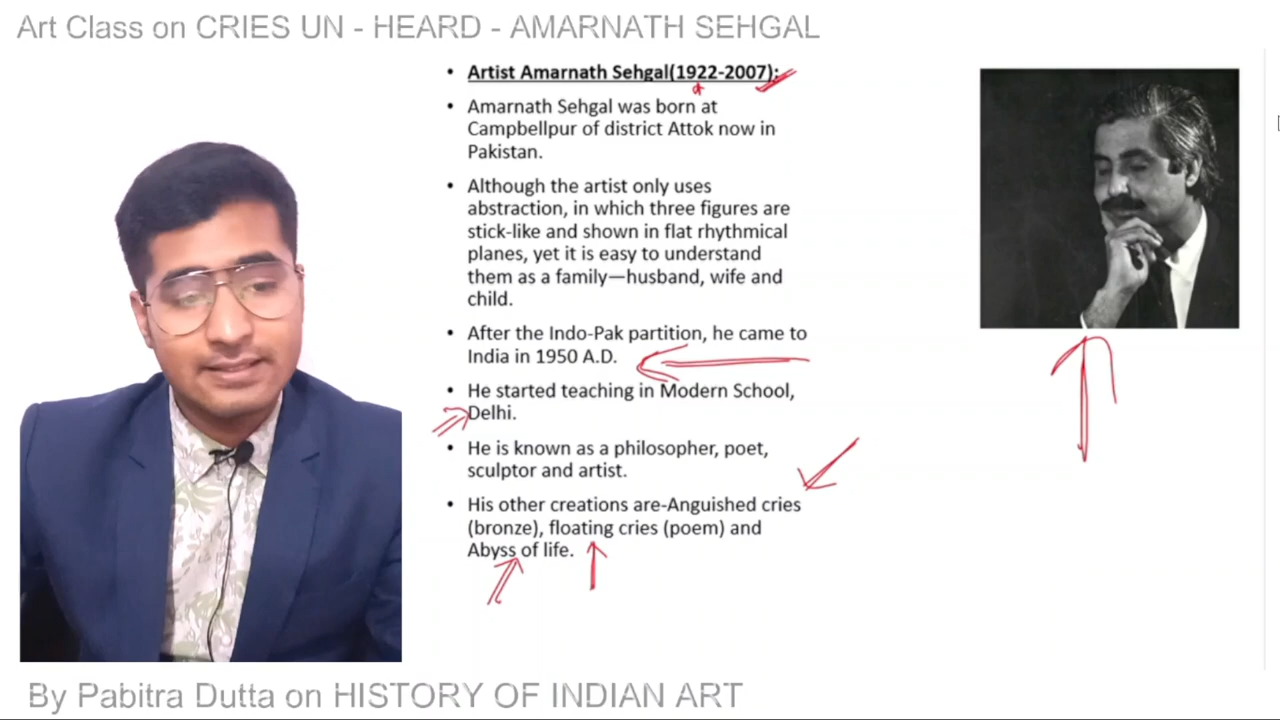 Art Class on CRIES UN - HEARD - AMARNATH SEHGAL
• Artist Amarnath Sehgal(1922-2007):
• Amarnath Sehgal was born at
Campbellpur of district Attok now in
Pakistan.
• Although the artist only uses
abstraction, in which three figures are
stick-like and shown in flat rhythmical
planes, yet it is easy to understand
them as a family—husband, wife and
child.
• After the Indo-Pak partition, he came to
India in 1950 A.D.
• He started teaching in Modern School,
Delhi.
• He is known as a philosopher, poet,
sculptor and artist.
• His other creations are-Anguished cries
(bronze), floating cries (poem) and
Abyss of life.
By Pabitra Dutta on HISTORY OF INDIAN ART